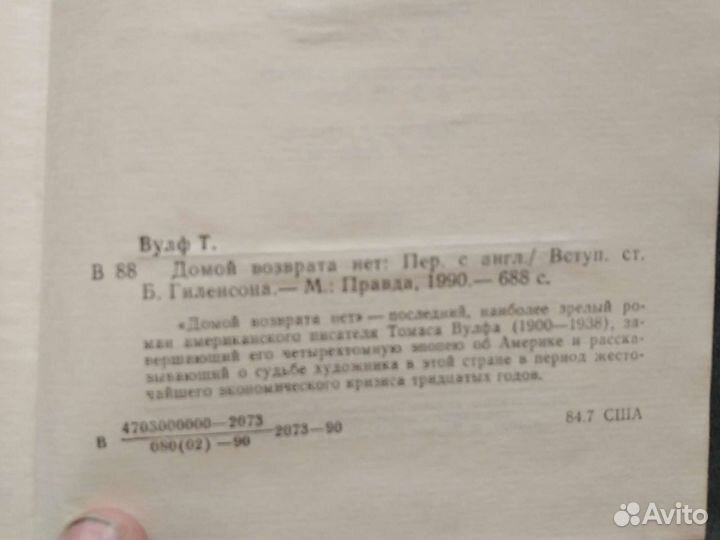 Вулф Т.
В 88 Домой возврата нет: Пер. с англ./ Вступ. ст.
Б. Гиленсона.— М.: Правда, 1990.— 688 с.
«Домой возврата нет» — последний, наиболее зрелый ро-
ман американского писателя Томаса Вулфа (1900—1938), за-
вершающий его четырехтомную эпопею об Америке и расска-
зывающий о судьбе художника в этой стране в период жесто-
чайшего экономического кризиса тридцатых годов.
4703000000—2073
В 2073—90
080(02) —90
84.7 США
Avito